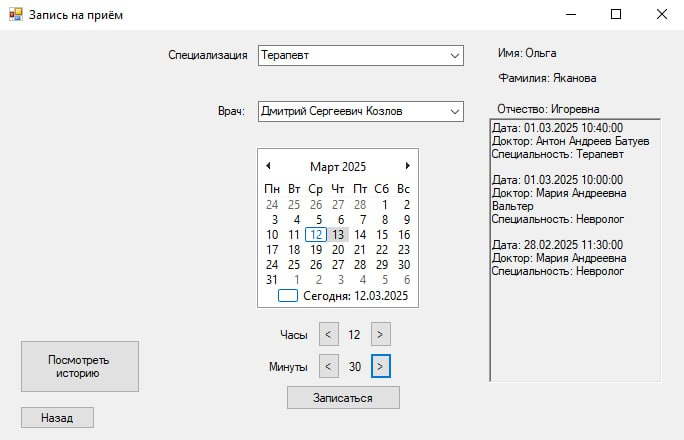 Запись на приём
Специализация
Терапевт
Врач:
Дмитрий Сергеевич Козлов
Март 2025
Пн Вт Ср Чт Пт Сб Вс
24 25 26 27 28 1 2
3 4 5 6 7 8 9
10 11 12 13 14 15 16
17 18 19 20 21 22 23
24 25 26 27 28 29 30
31 1 2 3 4 5 6
Сегодня: 12.03.2025
Часы < 12 >
Минуты < 30 >
Записаться
Посмотреть
историю
Назад
Имя: Ольга
Фамилия: Яканова
Отчество: Игоревна
Дата: 01.03.2025 10:40:00
Доктор: Антон Андреев Батуев
Специальность: Терапевт
Дата: 01.03.2025 10:00:00
Доктор: Мария Андреевна
Вальтер
Специальность: Невролог
Дата: 28.02.2025 11:30:00
Доктор: Мария Андреевна
Специальность: Невролог